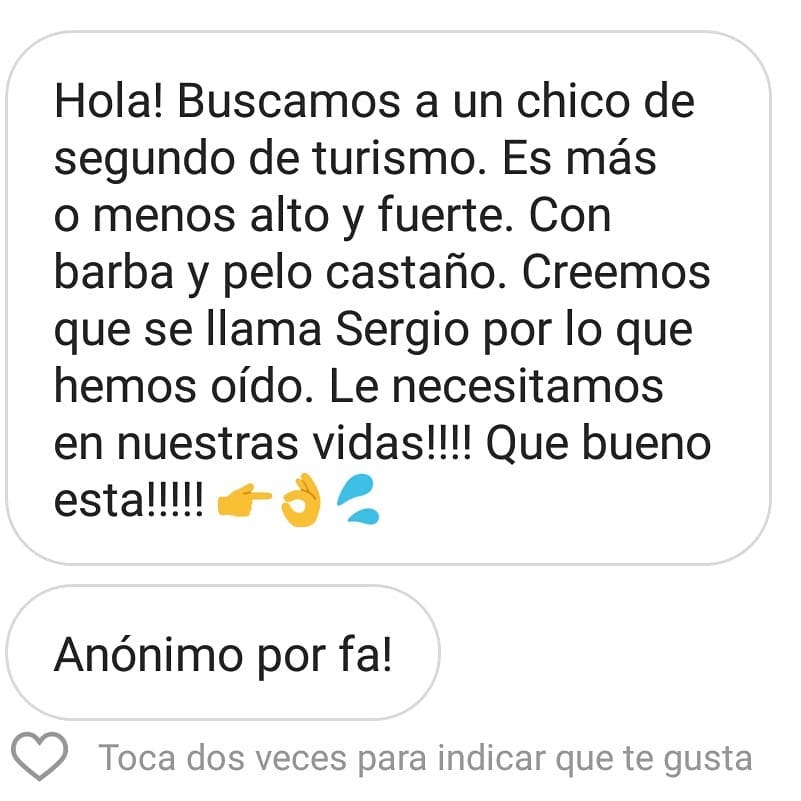 Hola! Buscamos a un chico de
segundo de turismo. Es más
o menos alto y fuerte. Con
barba y pelo castaño. Creemos
que se llama Sergio por lo que
hemos oído. Le necesitamos
en nuestras vidas!!!! Que bueno
esta!!!!! 👉👌💦
Anónimo por fa!
Toca dos veces para indicar que te gusta